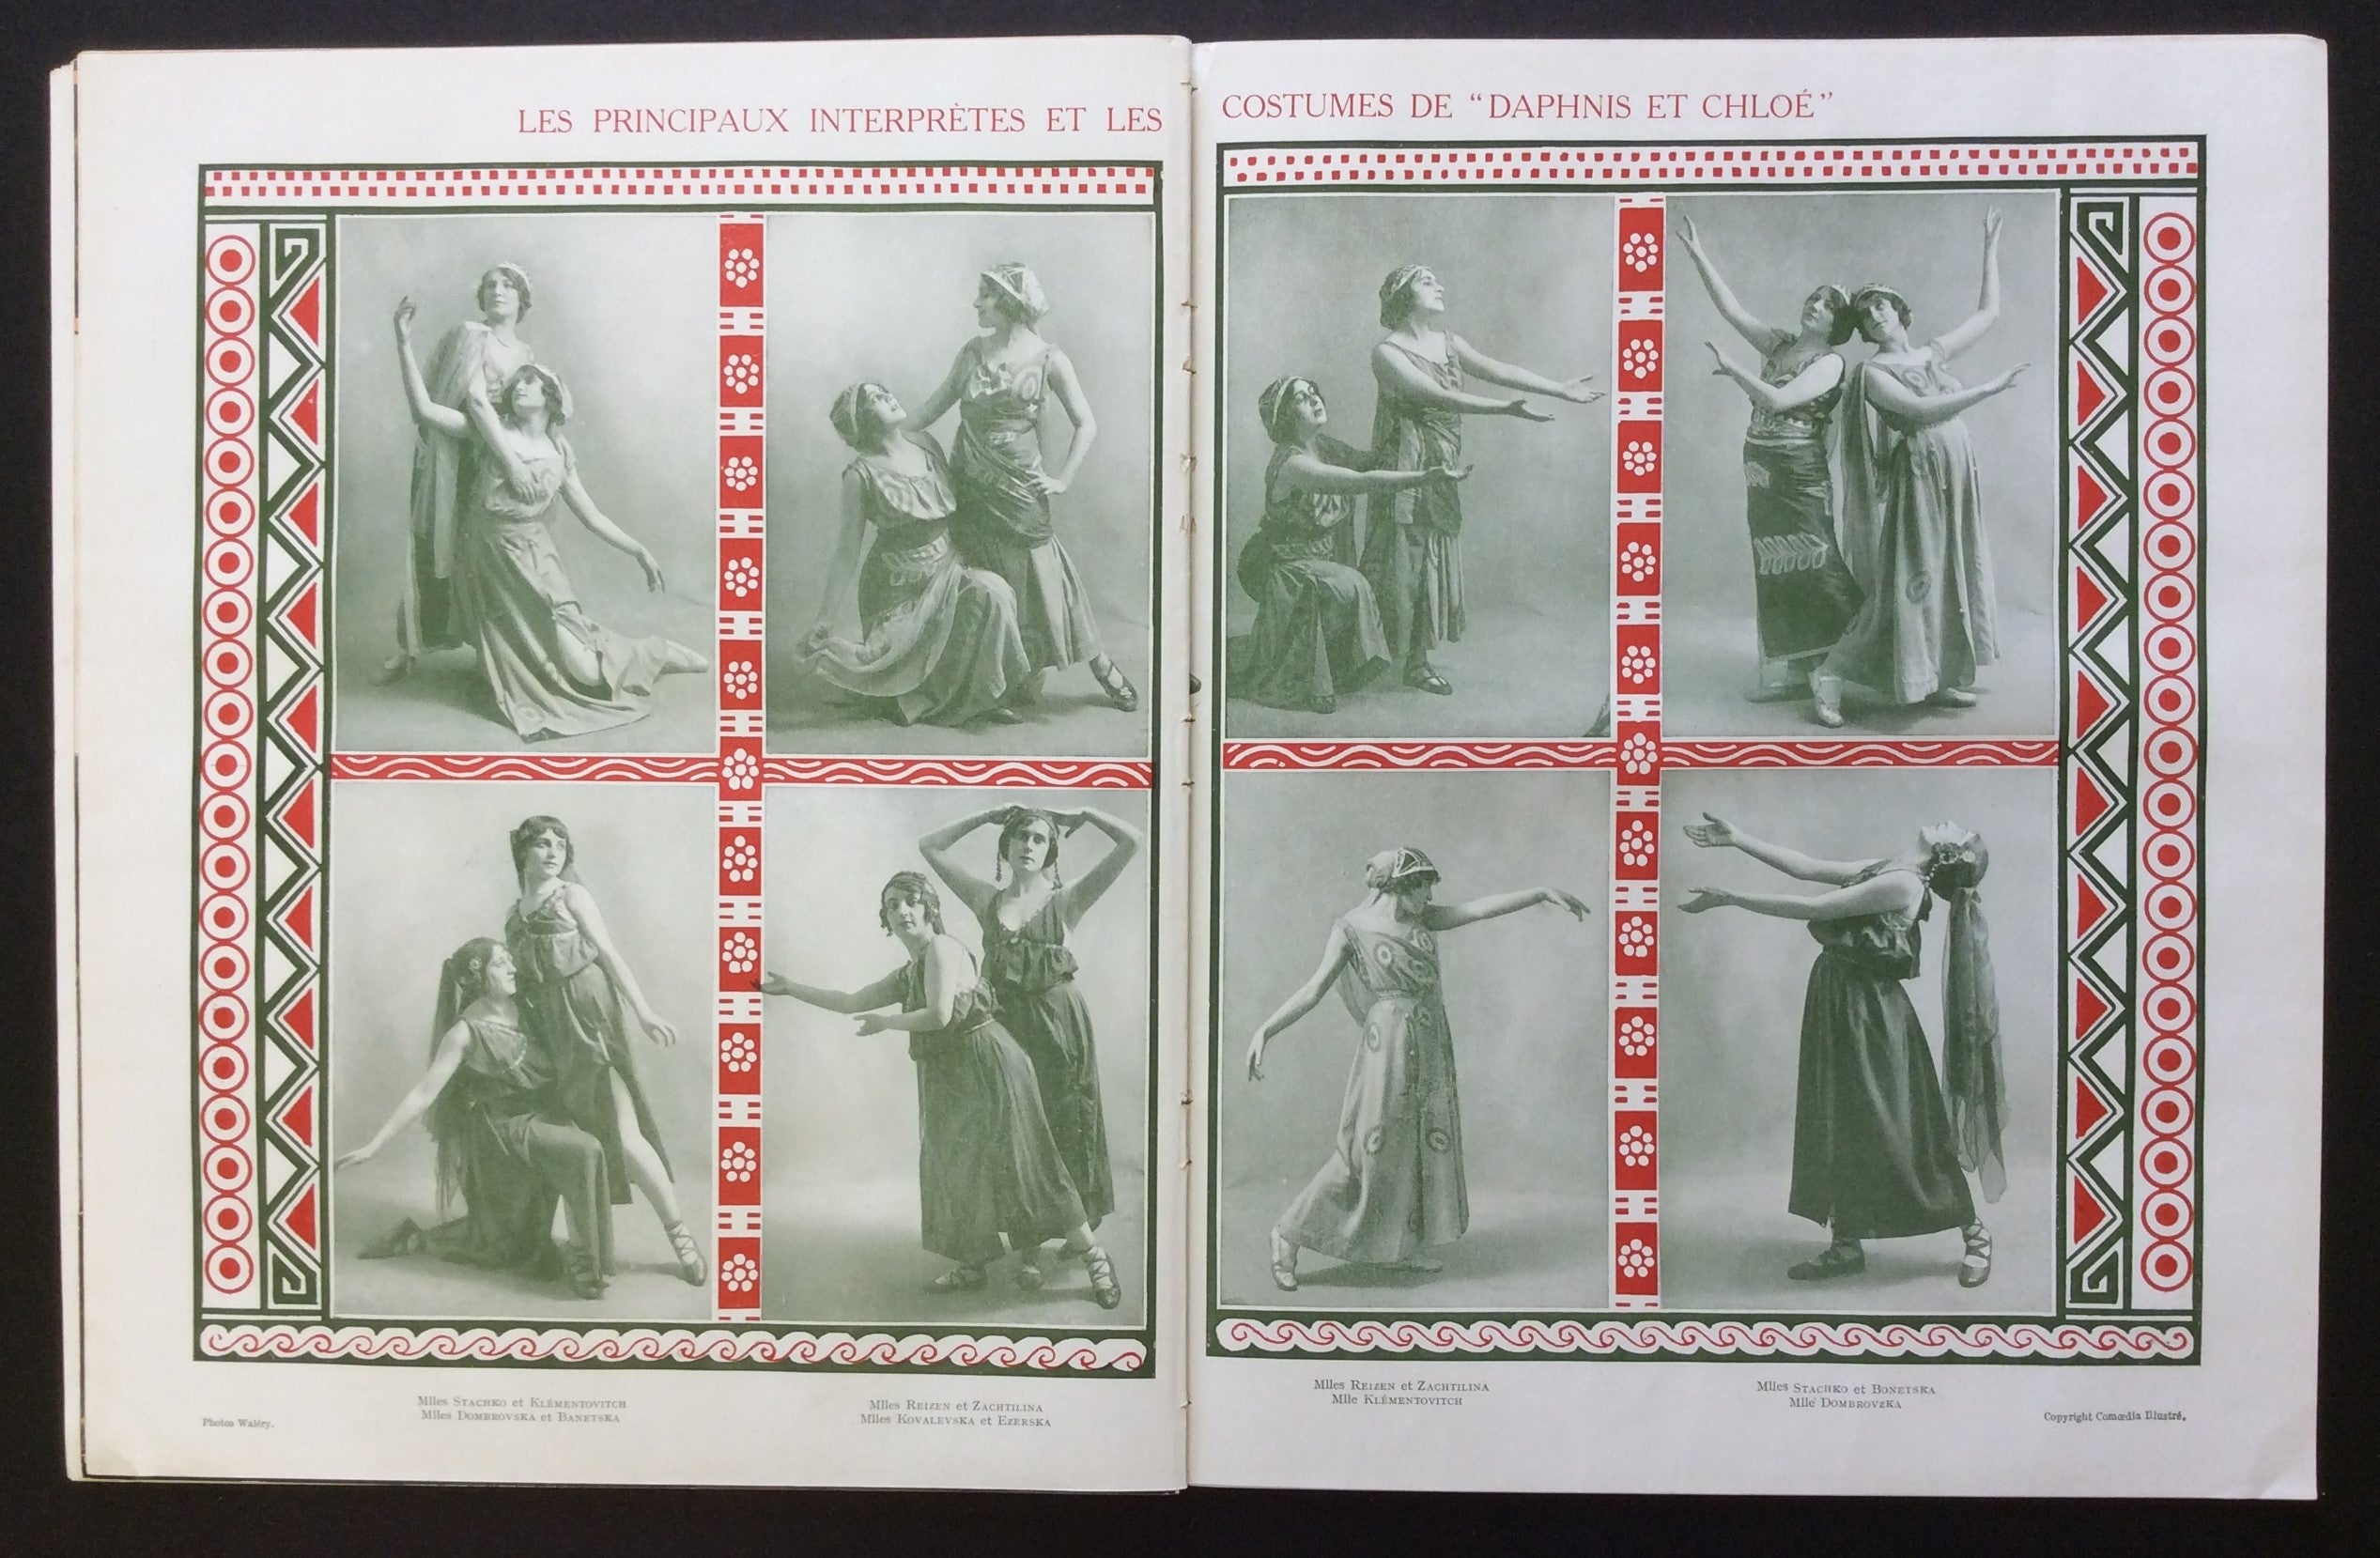 LES PRINCIPAUX INTERPRÈTES ET LES COSTUMES DE “DAPHNIS ET CHLOÉ”
Photos Waléry.
Mlles STACHKO et KLÉMENTOVITCH
Mlles DOMBROVSKA et BANETSKA
Mlles REIZEN et ZACHTILINA
Mlles KOVALEVSKA et EZERSKA
Mlles REIZEN et ZACHTILINA
Mlle KLÉMENTOVITCH
Mlles STACHKO et BONETSKA
Mlle DOMBROVZKA
Copyright Comœdia Illustré.